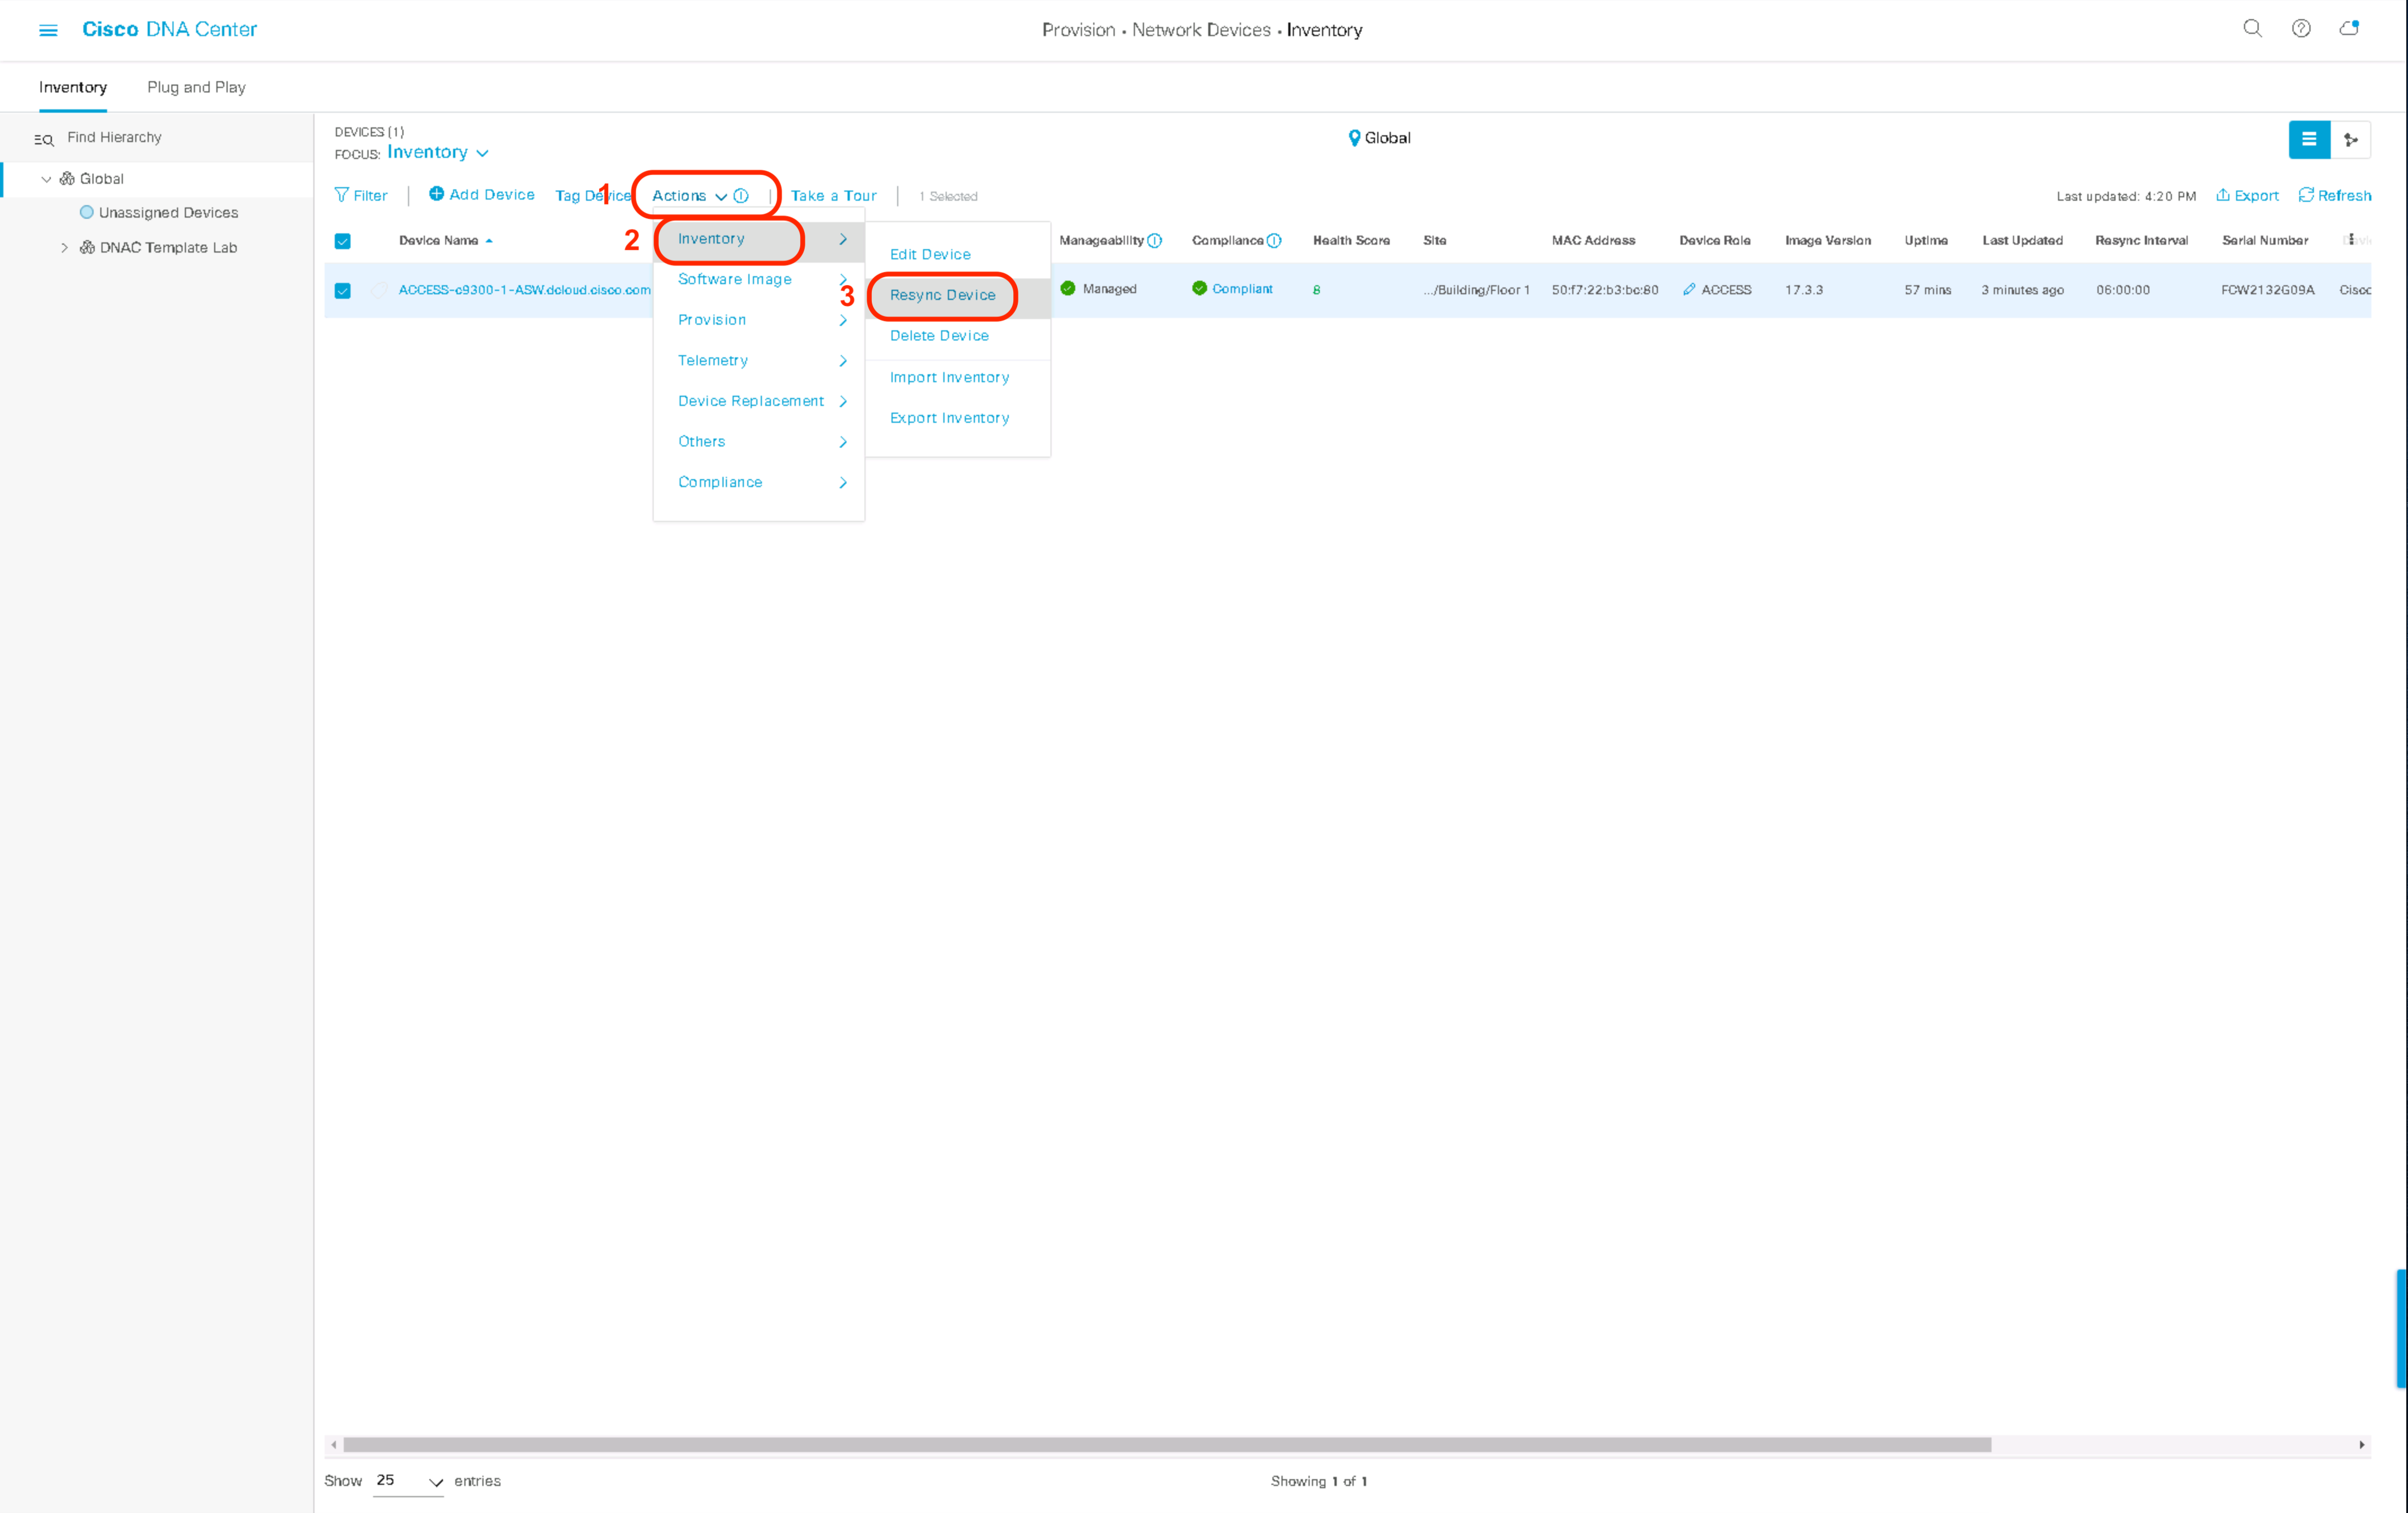 Cisco DNA Center
Provision • Network Devices • Inventory
Inventory
Plug and Play
Find Hierarchy
Global
Unassigned Devices
DNAC Template Lab
DEVICES (1)
FOCUS: Inventory
Global
Filter
Add Device
Tag Device
1
Actions
Take a Tour
1 Selected
Last updated: 4:20 PM
Export
Refresh
Device Name
Manageability
Compliance
Health Score
Site
MAC Address
Device Role
Image Version
Uptime
Last Updated
Resync Interval
Serial Number
ACCESS-c9300-1-ASW.dcloud.cisco.com
Managed
Compliant
8
.../Building/Floor 1
50:f7:22:b3:bc:80
ACCESS
17.3.3
57 mins
3 minutes ago
06:00:00
FCW2132G09A
Cisc
2
Inventory
Software Image
Provision
Telemetry
Device Replacement
Others
Compliance
Edit Device
3
Resync Device
Delete Device
Import Inventory
Export Inventory
Show 25 entries
Showing 1 of 1